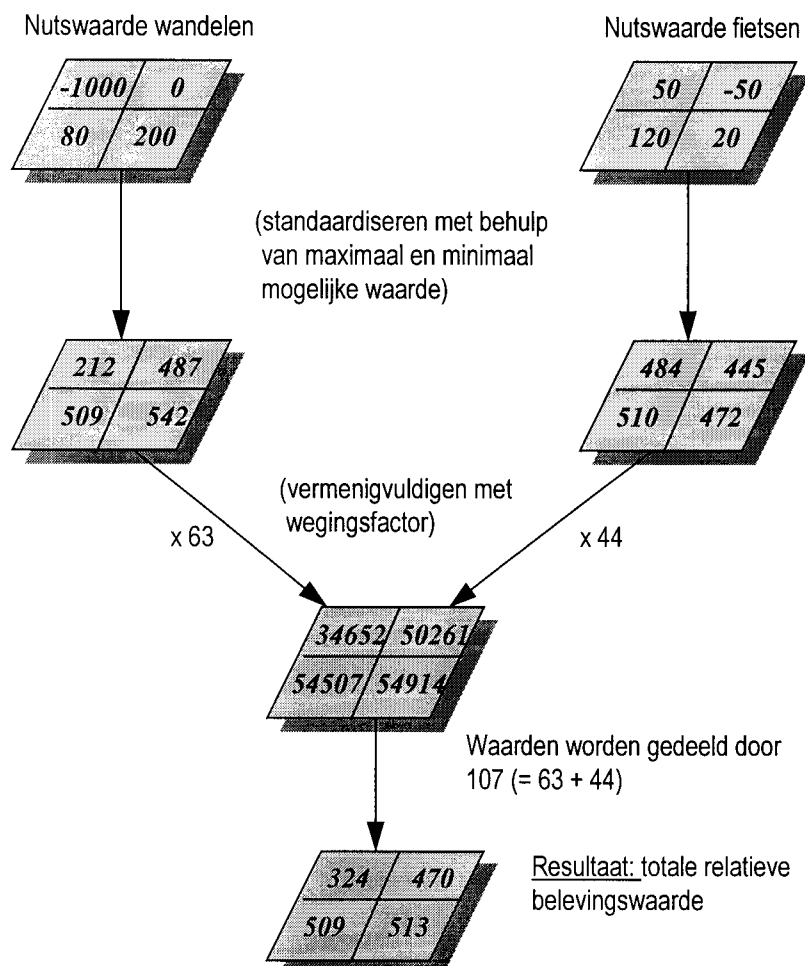 Nutswaarde wandelen
Nutswaarde fietsen
-1000 0
80 200
50 -50
120 20
(standaardiseren met behulp
van maximaal en minimaal
mogelijke waarde)
212 487
509 542
484 445
510 472
(vermenigvuldigen met
wegingsfactor)
x 63
x 44
34652 50261
54507 54914
Waarden worden gedeeld door
107 (= 63 + 44)
324 470
509 513
Resultaat: totale relatieve
belevingswaarde